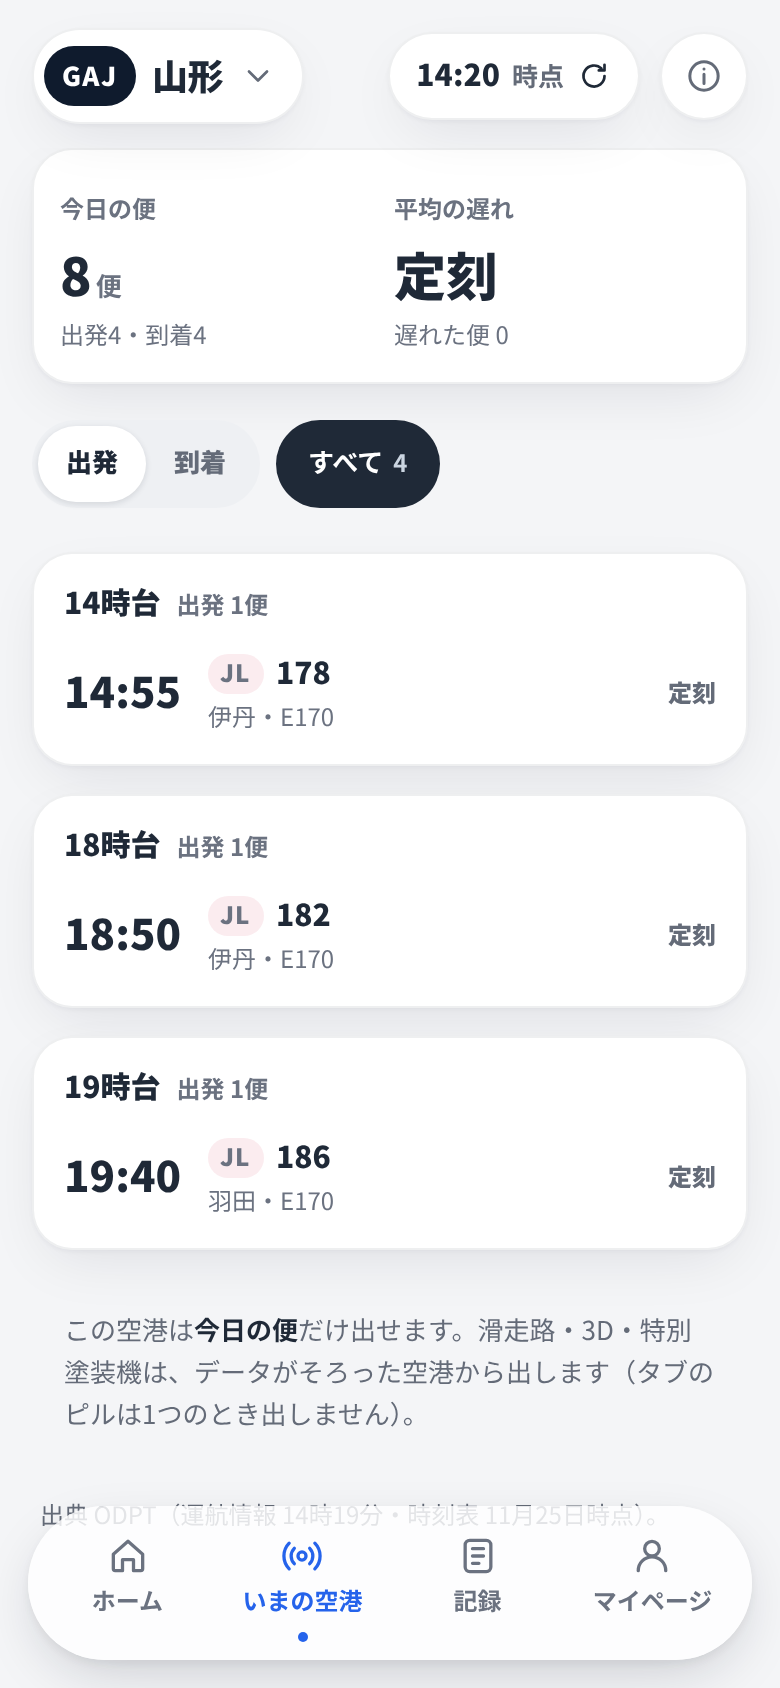 GAJ 山形
14:20 時点
今日の便 平均の遅れ
8便 定刻
出発4・到着4 遅れた便 0
出発 到着 すべて 4
14時台 出発 1便
14:55 JL 178 定刻
伊丹・E170
18時台 出発 1便
18:50 JL 182 定刻
伊丹・E170
19時台 出発 1便
19:40 JL 186 定刻
羽田・E170
この空港は今日の便だけ出せます。滑走路・3D・特別
塗装機は、データがそろった空港から出します（タブの
ピルは1つのとき出しません）。
出典 ODPT（運航情報 14時19分・時刻表 11月25日時点）。
ホーム いまの空港 記録 マイページ